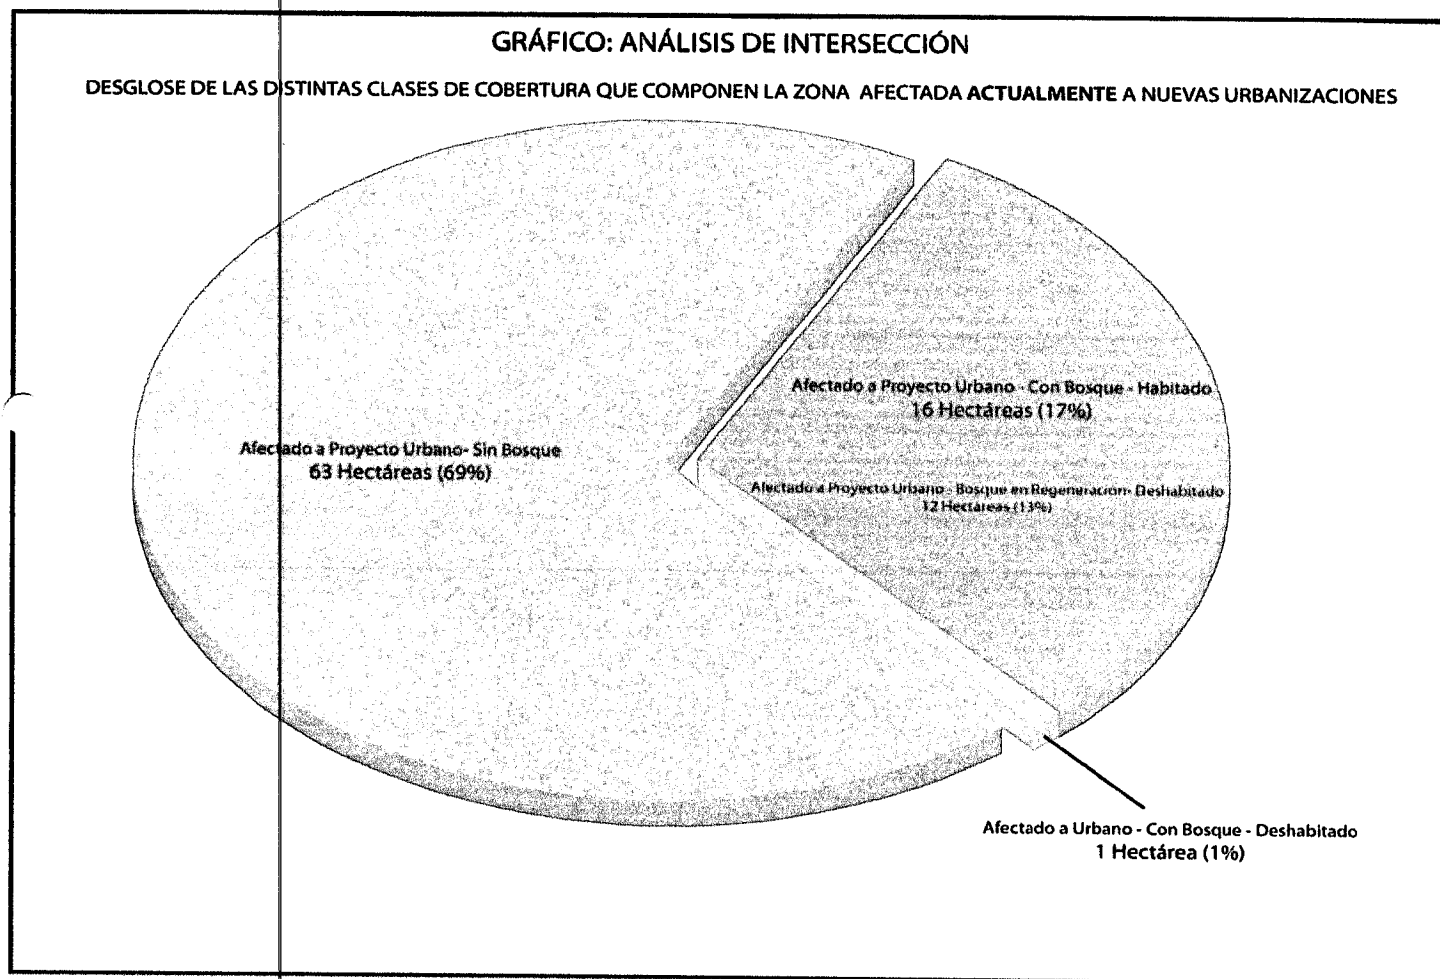 GRÁFICO: ANÁLISIS DE INTERSECCIÓN
DESGLOSE DE LAS DISTINTAS CLASES DE COBERTURA QUE COMPONEN LA ZONA AFECTADA ACTUALMENTE A NUEVAS URBANIZACIONES
Afectado a Proyecto Urbano - Con Bosque - Habitado
16 Hectáreas (17%)
Afectado a Proyecto Urbano- Sin Bosque
63 Hectáreas (69%)
Afectado a Proyecto Urbano - Bosque en Regeneracion- Deshabitado
12 Hectáreas (13%)
Afectado a Urbano - Con Bosque - Deshabitado
1 Hectárea (1%)